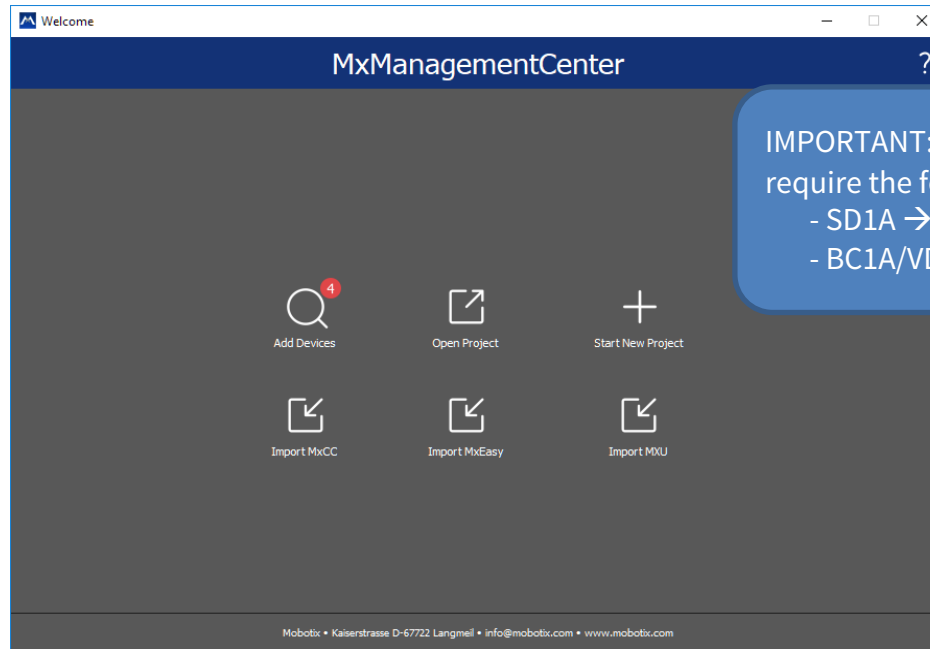 Welcome
MxManagementCenter
?
IMPORTANT:
require the f
- SD1A →
- BC1A/V
4
Add Devices
Open Project
Start New Project
Import MxCC
Import MxEasy
Import MXU
Mobotix • Kaiserstrasse D-67722 Langmeil • info@mobotix.com • www.mobotix.com